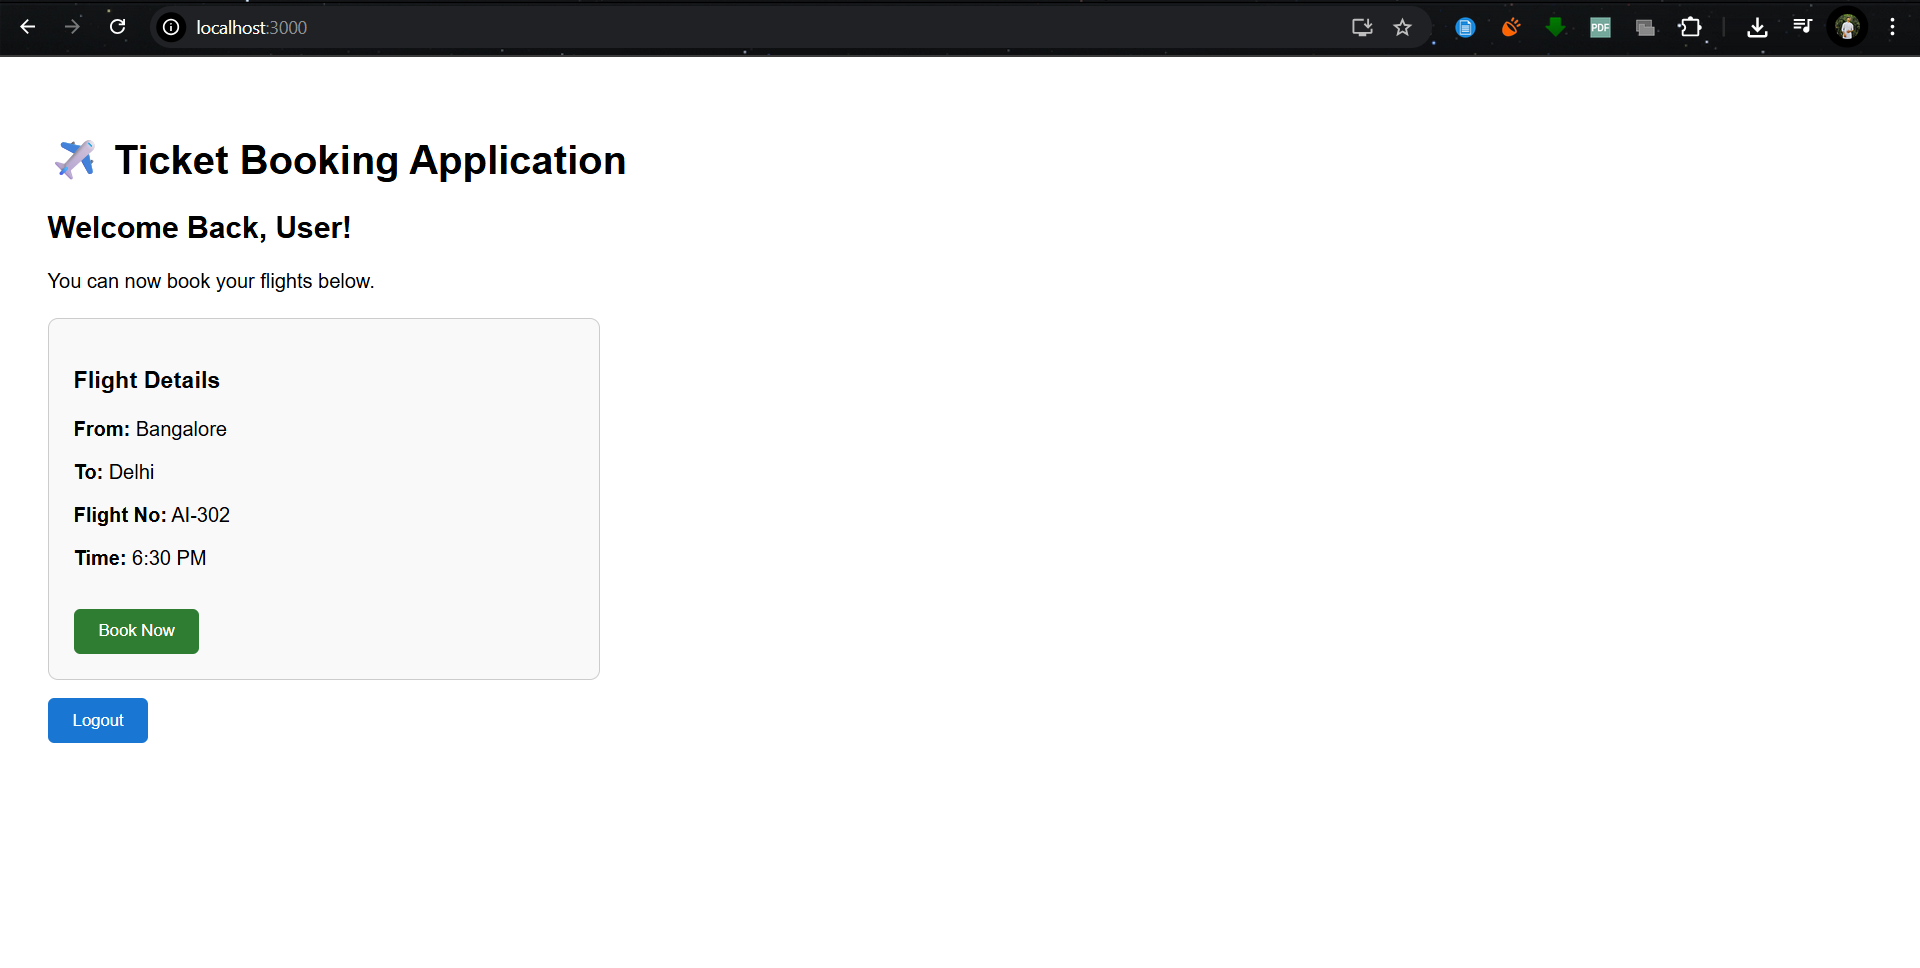 localhost:3000
PDF
Ticket Booking Application
Welcome Back, User!
You can now book your flights below.
Flight Details
From: Bangalore
To: Delhi
Flight No: AI-302
Time: 6:30 PM
Book Now
Logout